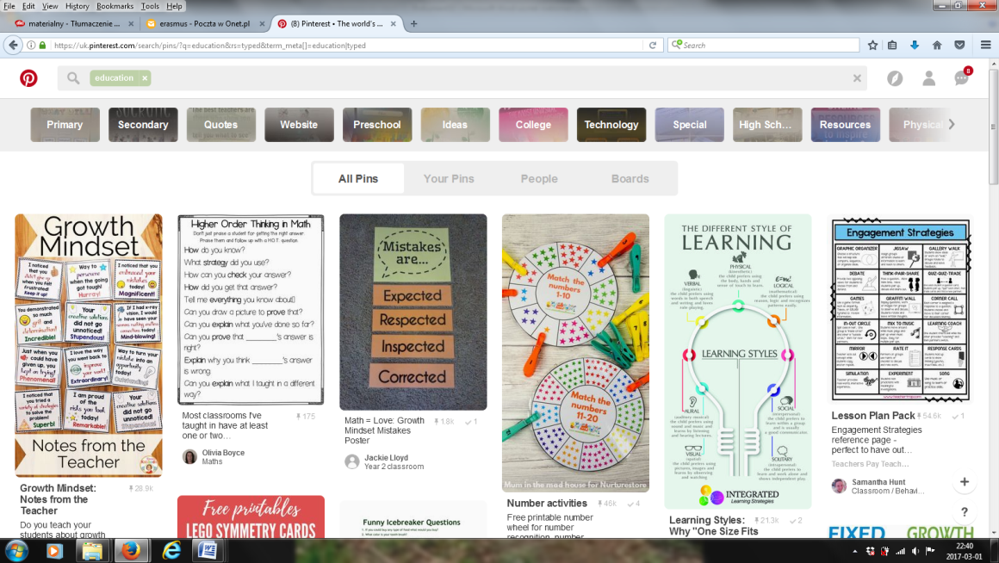 File Edit View History Bookmarks Tools Help
materialny - Tłumaczenie ... × erasmus - Poczta w Onet.pl × (8) Pinterest • The world's ... × +
https://uk.pinterest.com/search/pins/?q=education&rs=typed&term_meta[]=education|typed
Search
education ×
8
Primary Secondary Quotes Website Preschool Ideas College Technology Special High Sch... Resources Physical
All Pins Your Pins People Boards
Growth
Mindset
I noticed
that you
didn't give up
when you felt
frustrated!
Keep it up!
Way to
persevere
when the
going got
tough!
Hurray!
I noticed
that you
embraced your
mistakes
today!
Magnificent!
You demonstrated
so much
grit and
determination!
Incredible!
Your
creative solutions
did not go
unnoticed!
Stupendous!
If I had x-ray
vision, I would
have seen your
today!
Mind-blowing!
Just when you
could have
given up, you
kept on trying!
Phenomenal!
I love the way
you went back to
improve
your work!
Extraordinary!
Way to turn your
mistake into an
opportunity
today!
Outstanding!
I noticed that
you tried a
variety of strategies
to solve the
problem!
Superb!
I am proud
of the
risks you took
today!
Remarkable!
Your
creative solutions
did not go
unnoticed!
Stupendous!
Notes from the
Teacher
Growth Mindset:
Notes from the
Teacher
28.9k
Do you teach your
students about growth
Higher Order Thinking in Math
Don't just praise a student for getting the right answer.
Praise them and follow up with a H.O.T. question.
How do you know?
What strategy did you use?
How can you check your answer?
How did you get that answer?
Tell me everything you know about
Can you draw a picture to prove that?
Can you explain what you've done so far?
Can you prove that ______'s answer is
right?
Explain why you think ______'s answer
is wrong.
Can you explain what I taught in a different
way?
Most classrooms I've
taught in have at least
one or two...
175
Olivia Boyce
Maths
Free printables
LEGO SYMMETRY CARDS
Mistakes
are...
Expected
Respected
Inspected
Corrected
Math = Love: Growth
Mindset Mistakes
Poster
1.8k 1
Jackie Lloyd
Year 2 classroom
Funny Icebreaker Questions
Match the
numbers
1-10
Match the
numbers
11-20
Mum in the mad house for Nurturestore
Number activities
46k 4
Free printable number
wheel for number
recognition, number
THE DIFFERENT STYLE OF
LEARNING
PHYSICAL
VERBAL
LOGICAL
LEARNING STYLES
AURAL
SOCIAL
VISUAL
SOLITARY
INTEGRATED
Learning Strategies
Learning Styles:
Why "One Size Fits
21.3k 2
Engagement Strategies
GRAPHIC ORGANIZER JIGSAW GALLERY WALK
DEBATE THINK-PAIR-SHARE QUIZ-QUIZ-TRADE
GAMES GRAFFITI WALL CORNER CALL
IN-OUT CIRCLE MIX TO MUSIC LEARNING COACH
MIRROR RATE IT RESPONSE CARDS
SIMULATION EXPERIMENT SONG
Lesson Plan Pack
54.6k 1
Engagement Strategies
reference page -
perfect to have out...
Teachers Pay Teach...
Samantha Hunt
Classroom / Behavi...
FIXED GROWTH
+
?
22:40
2017-03-01